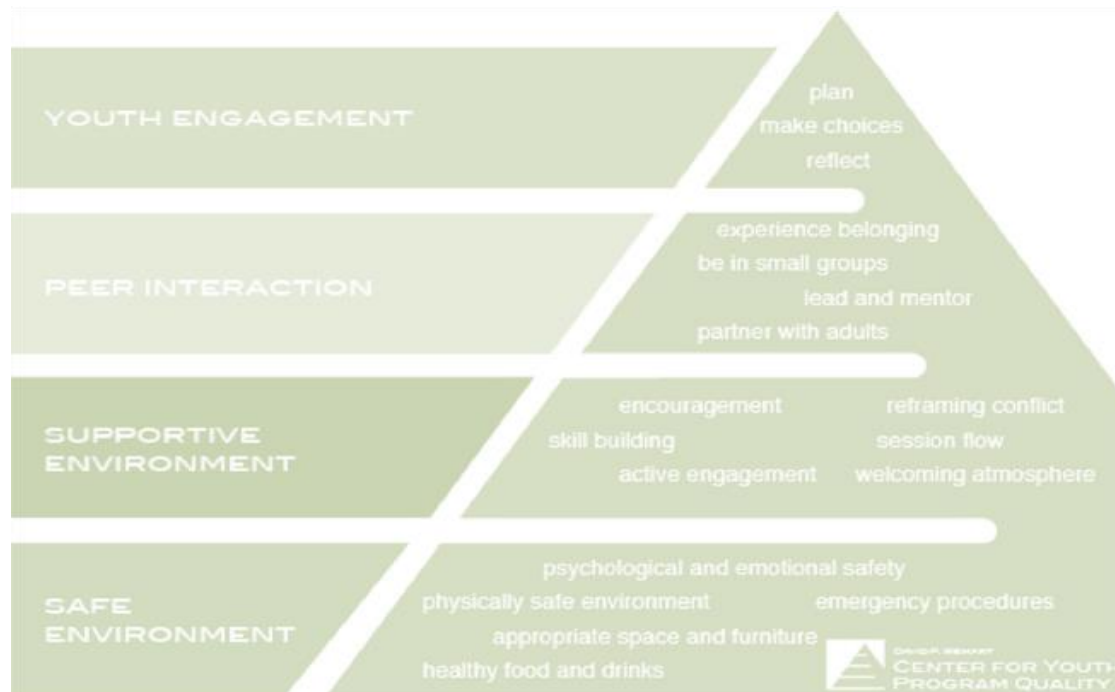 YOUTH ENGAGEMENT
plan
make choices
reflect
PEER INTERACTION
experience belonging
be in small groups
lead and mentor
partner with adults
SUPPORTIVE
ENVIRONMENT
encouragement reframing conflict
skill building session flow
active engagement welcoming atmosphere
SAFE
ENVIRONMENT
psychological and emotional safety
physically safe environment emergency procedures
appropriate space and furniture
healthy food and drinks
CENTER FOR YOUTH
PROGRAM QUALITY